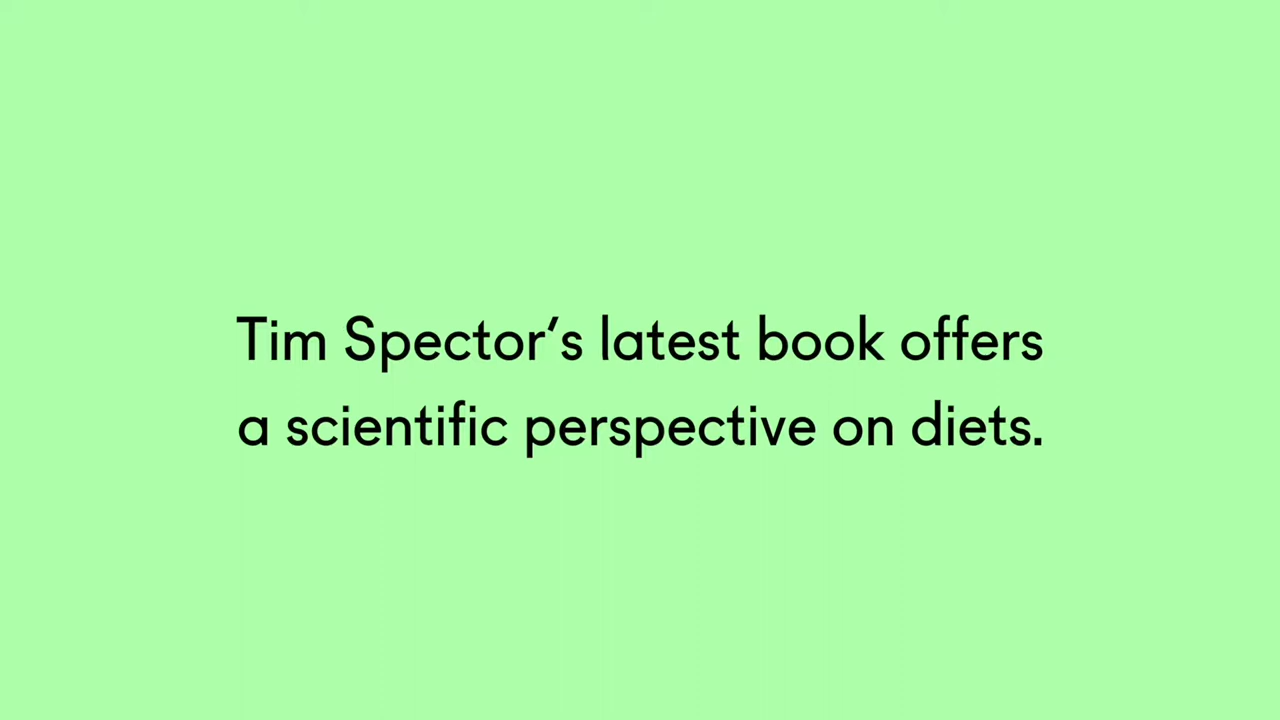 Tim Spector’s latest book offers
a scientific perspective on diets.